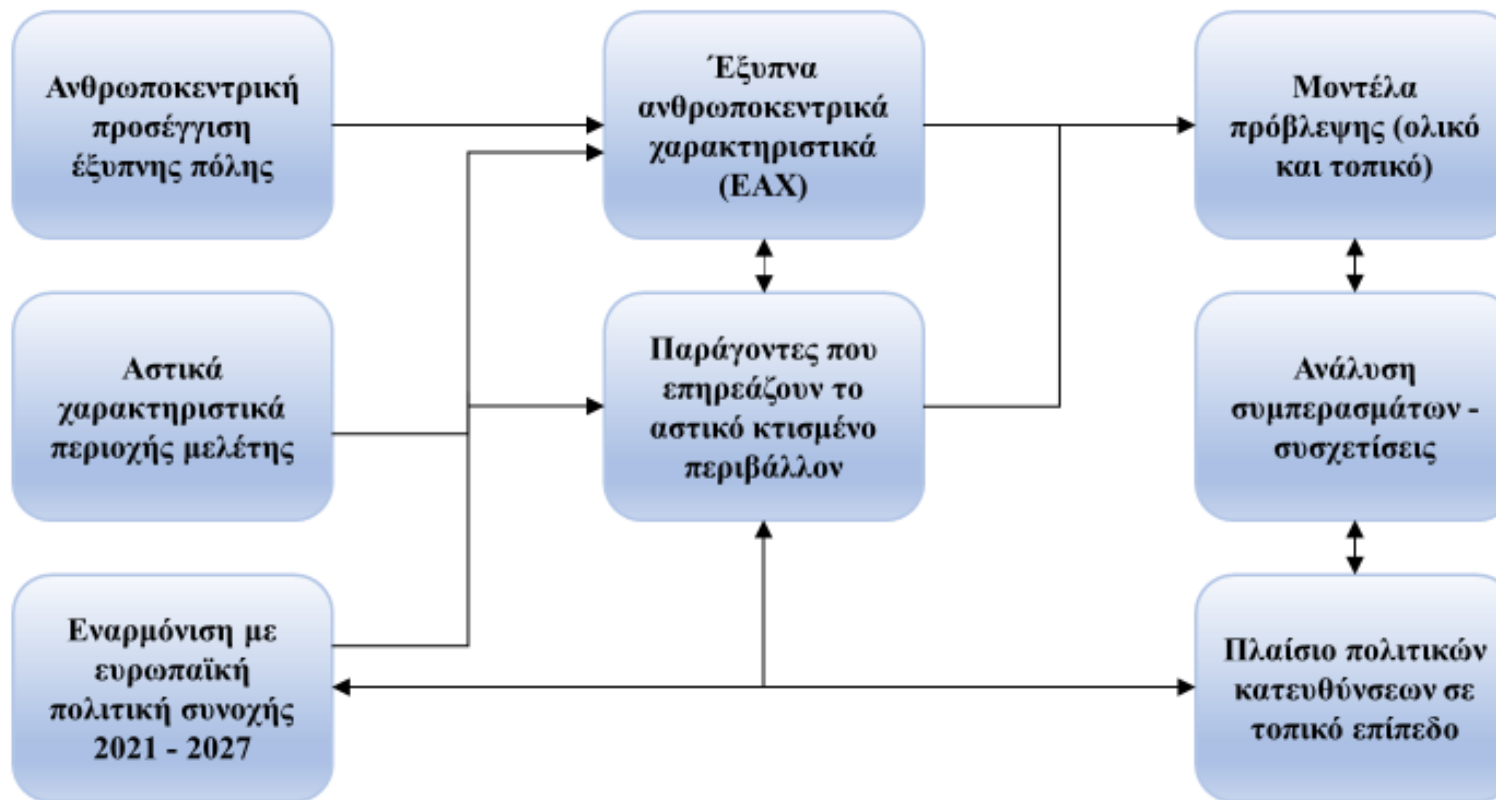 Ανθρωποκεντρική
προσέγγιση
έξυπνης πόλης
Έξυπνα
ανθρωποκεντρικά
χαρακτηριστικά
(ΕΑΧ)
Μοντέλα
πρόβλεψης (ολικό
και τοπικό)
Αστικά
χαρακτηριστικά
περιοχής μελέτης
Παράγοντες που
επηρεάζουν το
αστικό κτισμένο
περιβάλλον
Ανάλυση
συμπερασμάτων -
συσχετίσεις
Εναρμόνιση με
ευρωπαϊκή
πολιτική συνοχής
2021 - 2027
Πλαίσιο πολιτικών
κατευθύνσεων σε
τοπικό επίπεδο